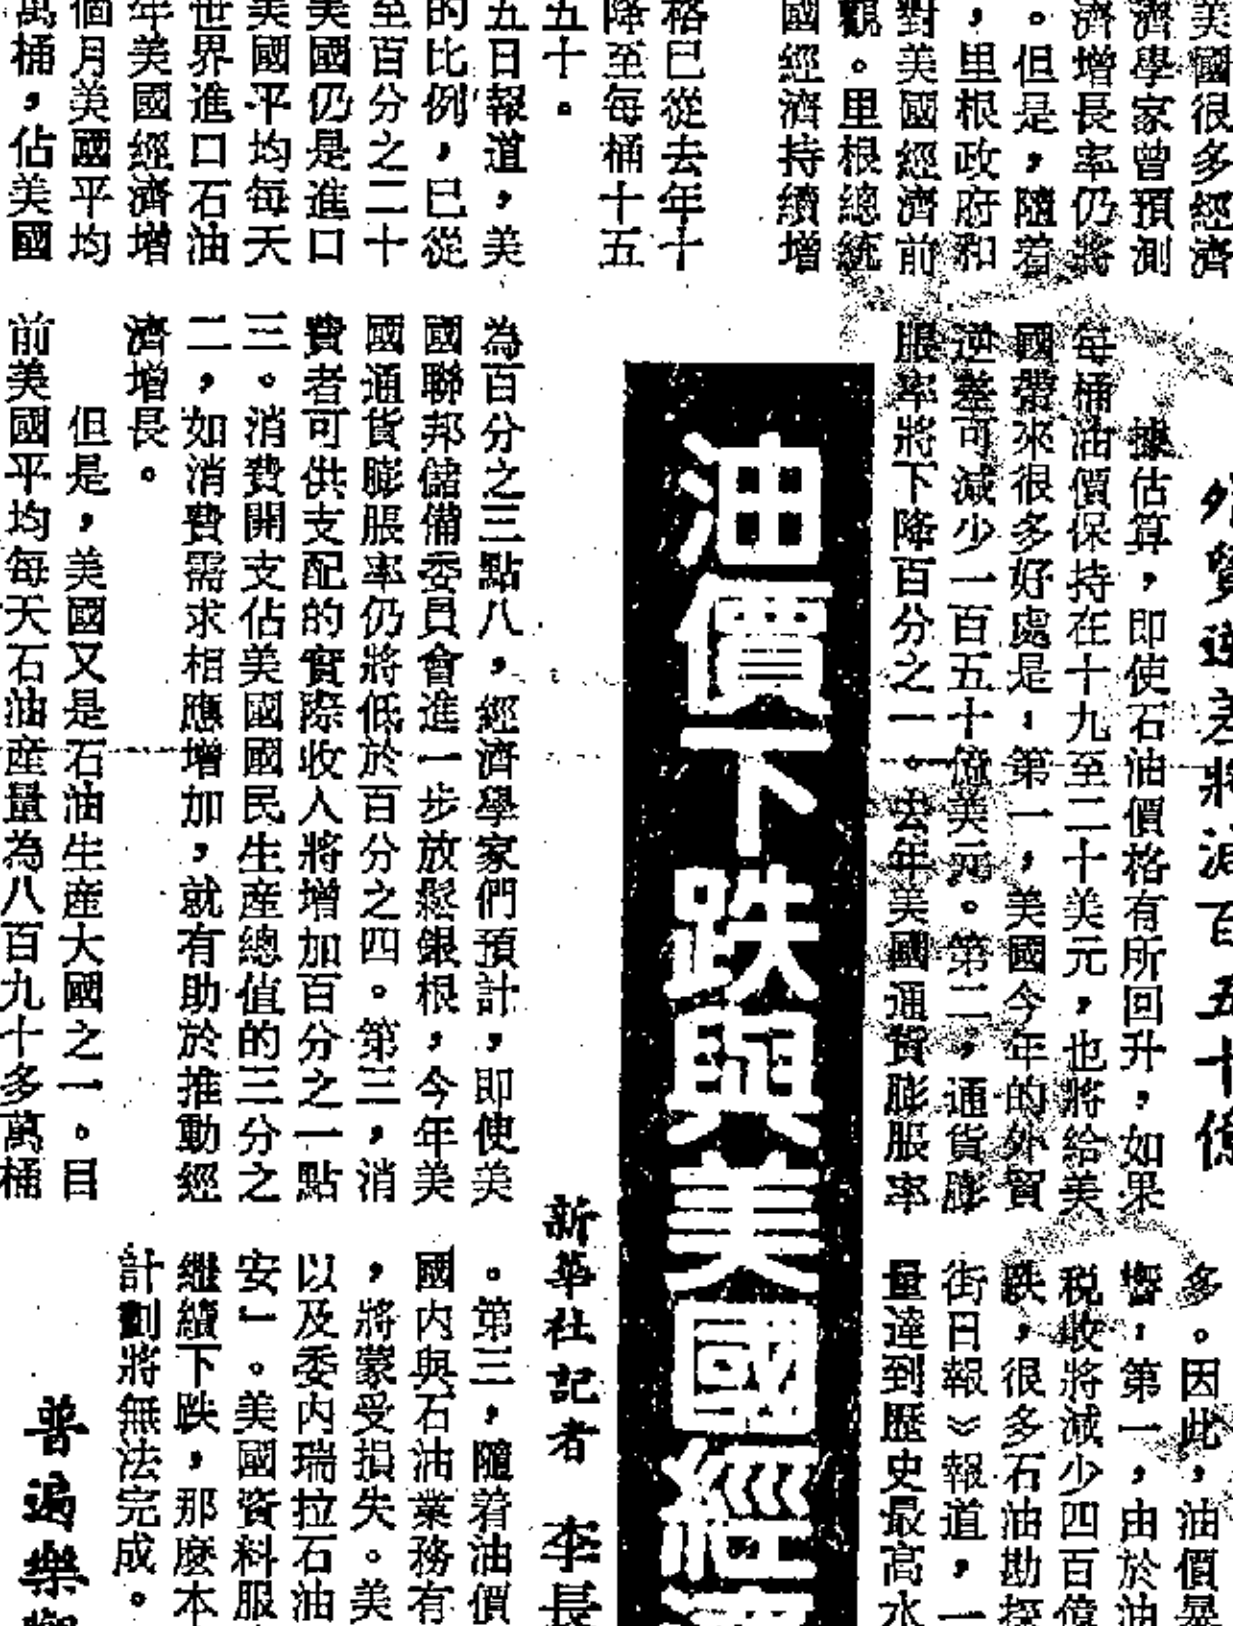 美國很多經濟
濟學家曾預測
濟增長率仍將
。但是，隨着
，里根政府和
對美國經濟前
觀。里根總統
國經濟持續增
格已從去年十
降至每桶十五
五十。
五日報道，美
的比例，已從
至百分之二十
美國仍是進口
美國平均每天
世界進口石油
年美國經濟增
個月美國平均
萬桶，佔美國
外貿逆差將減百五十億
據估算，即使石油價格有所回升，如果
每桶油價保持在十九至二十美元，也將給美
國帶來很多好處是：第一，美國今年的外貿
逆差可減少一百五十億美元。第二，通貨膨
脹率將下降百分之一。去年美國通貨膨脹率
油價下跌與美國經濟
新華社記者　李長
為百分之三點八，經濟學家們預計，即使美
國聯邦儲備委員會進一步放鬆銀根，今年美
國通貨膨脹率仍將低於百分之四。第三，消
費者可供支配的實際收入將增加百分之一點
三。消費開支佔美國國民生產總值的三分之
二，如消費需求相應增加，就有助於推動經
濟增長。
但是，美國又是石油生產大國之一。目
前美國平均每天石油產量為八百九十多萬桶
多。因此，油價暴
響：第一，由於油
稅收將減少四百億
跌，很多石油勘探
街日報》報道，一
量達到歷史最高水
。第三，隨着油價
國內與石油業務有
，將蒙受損失。美
以及委內瑞拉石油
安」。美國資料服
繼續下跌，那麼本
計劃將無法完成。
普遍樂